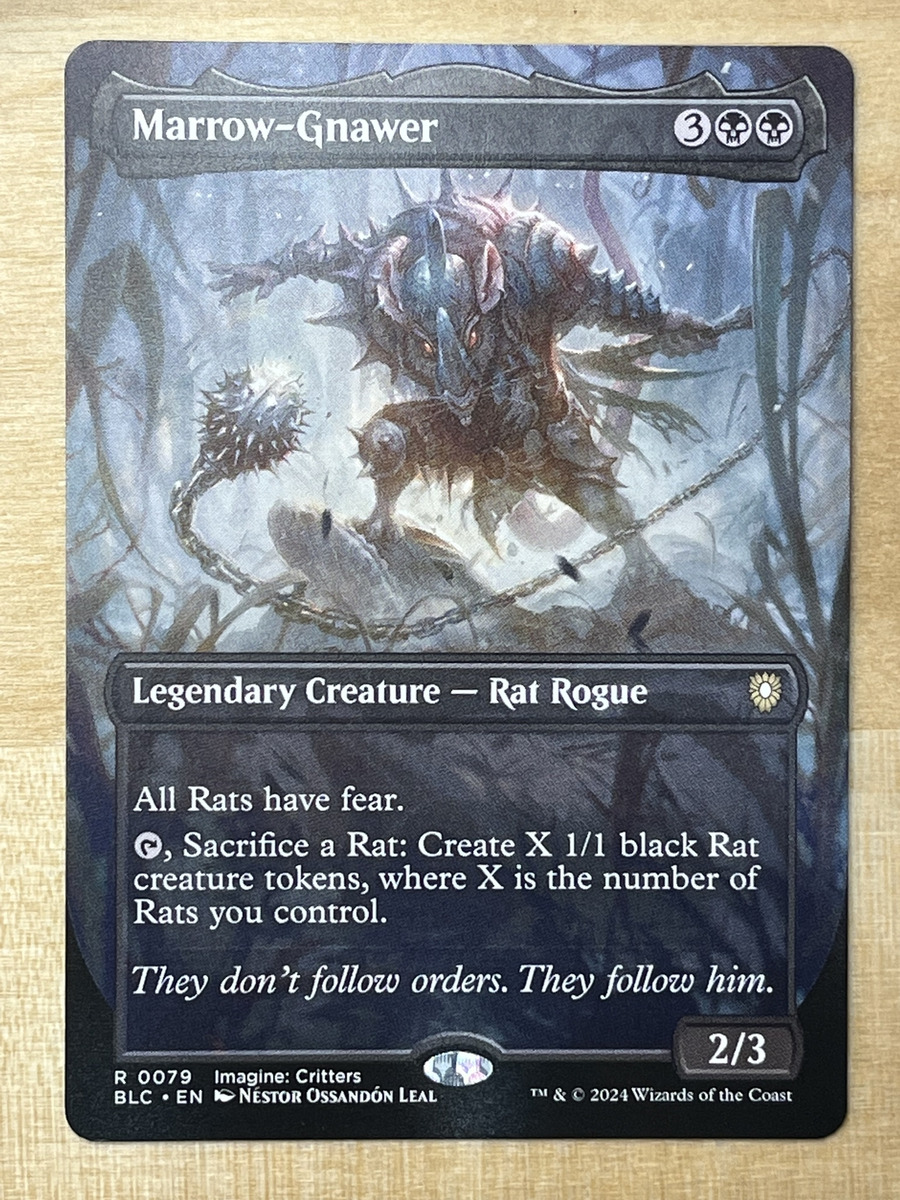 Marrow-Gnawer 3
Legendary Creature — Rat Rogue
All Rats have fear.
, Sacrifice a Rat: Create X 1/1 black Rat
creature tokens, where X is the number of
Rats you control.
They don't follow orders. They follow him.
2/3
R 0079 Imagine: Critters
BLC • EN NÉSTOR OSSANDÓN LEAL
™ & © 2024 Wizards of the Coast